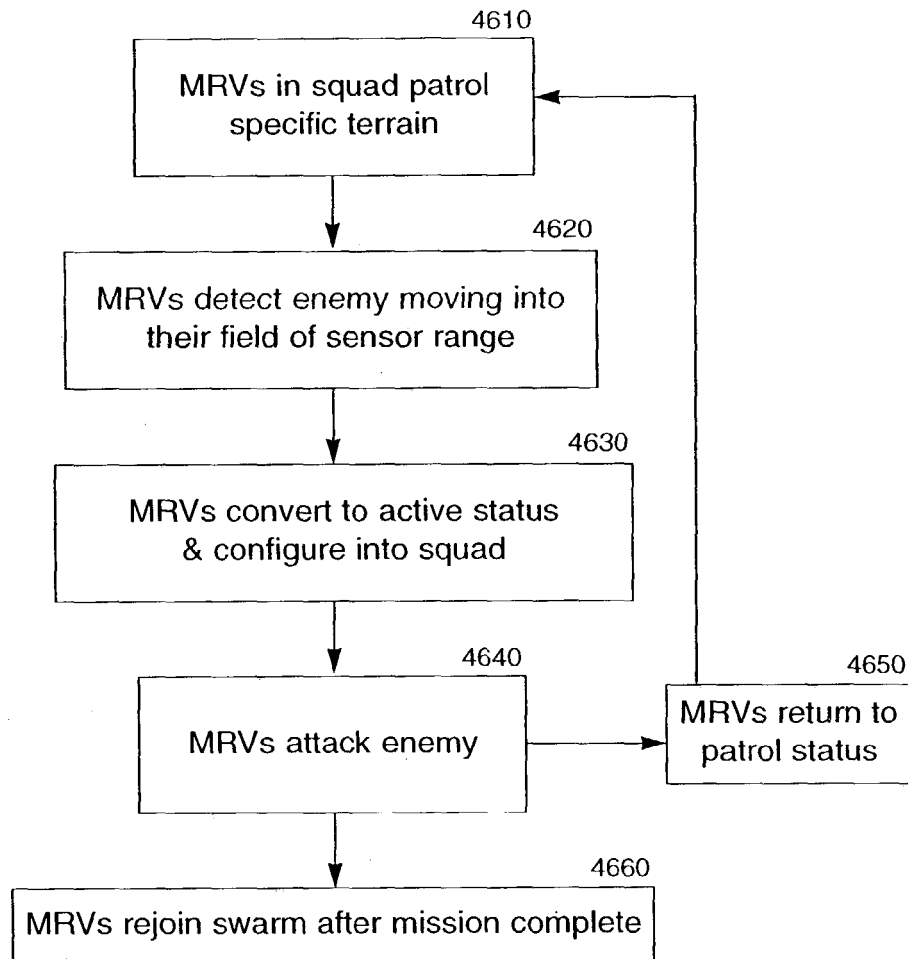 4610
MRVs in squad patrol
specific terrain
4620
MRVs detect enemy moving into
their field of sensor range
4630
MRVs convert to active status
& configure into squad
4640
MRVs attack enemy
4650
MRVs return to
patrol status
4660
MRVs rejoin swarm after mission complete